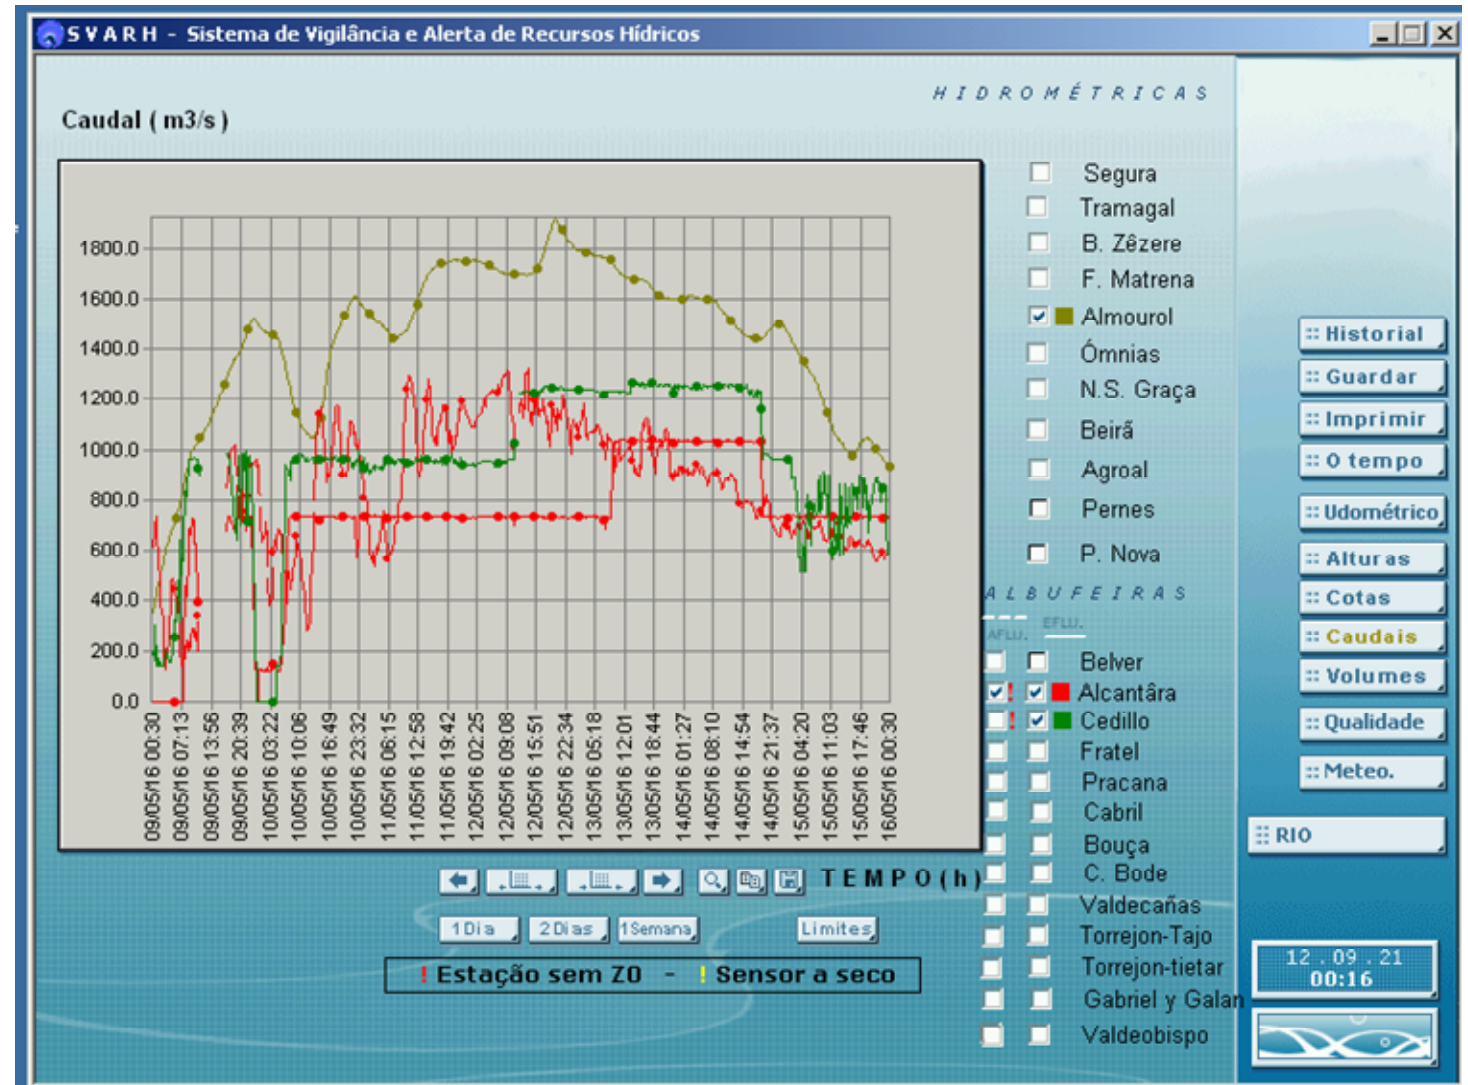 S V A R H - Sistema de Vigilância e Alerta de Recursos Hídricos
HIDROMÉTRICAS
Caudal ( m3/s )
1800.0
1600.0
1400.0
1200.0
1000.0
800.0
600.0
400.0
200.0
0.0
09/05/16 00:30
09/05/16 07:13
09/05/16 13:56
09/05/16 20:39
10/05/16 03:22
10/05/16 10:06
10/05/16 16:49
10/05/16 23:32
11/05/16 06:15
11/05/16 12:58
11/05/16 19:42
12/05/16 02:25
12/05/16 09:08
12/05/16 15:51
12/05/16 22:34
13/05/16 05:18
13/05/16 12:01
13/05/16 18:44
14/05/16 01:27
14/05/16 08:10
14/05/16 14:54
14/05/16 21:37
15/05/16 04:20
15/05/16 11:03
15/05/16 17:46
16/05/16 00:30
TEMPO(h)
1 Dia
2 Dias
1 Semana
Limites
! Estação sem Z0 - ! Sensor a seco
Segura
Tramagal
B. Zêzere
F. Matrena
Almourol
Ómnias
N.S. Graça
Beirã
Agroal
Pernes
P. Nova
ALBUFEIRAS
AFLU. EFLU.
Belver
! Alcantâra
! Cedillo
Fratel
Pracana
Cabril
Bouça
C. Bode
Valdecañas
Torrejon-Tajo
Torrejon-tietar
Gabriel y Galan
Valdeobispo
:: Historial
:: Guardar
:: Imprimir
:: O tempo
:: Udométrico
:: Alturas
:: Cotas
:: Caudais
:: Volumes
:: Qualidade
:: Meteo.
RIO
12 . 09 . 21
00:16